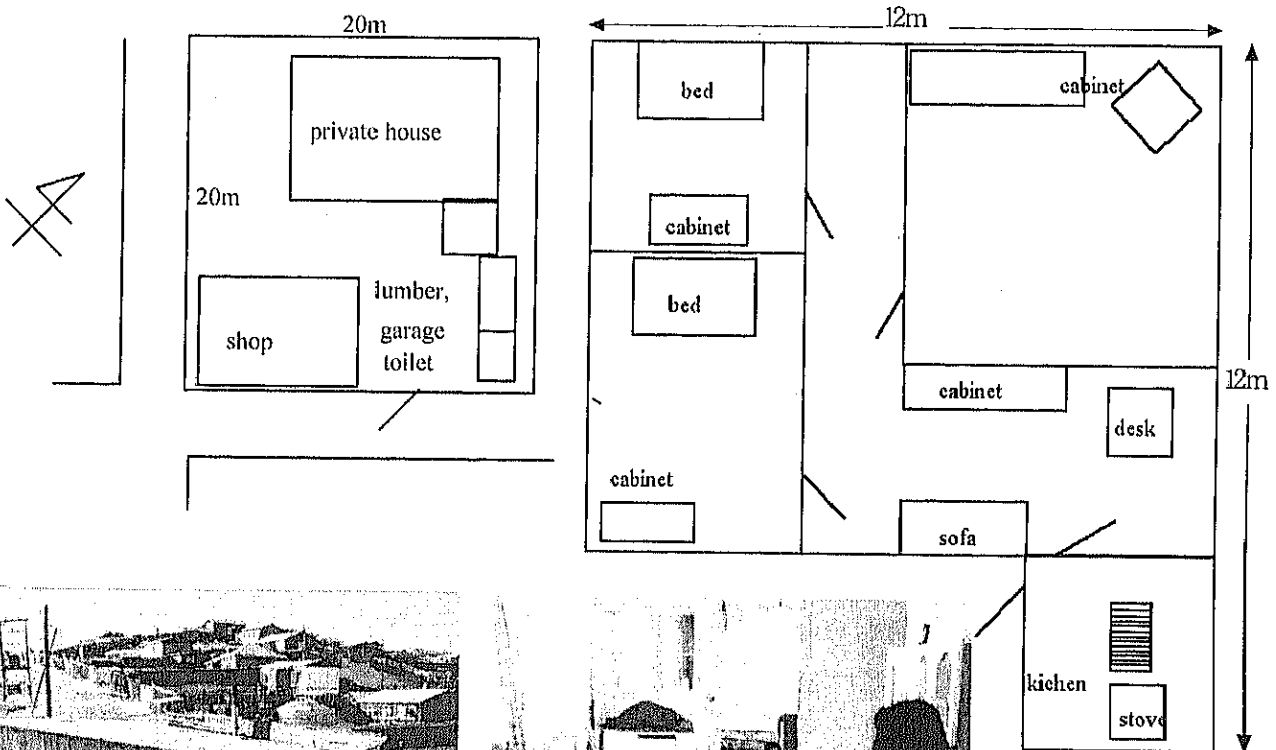 20m
private house
20m
lumber,
garage
toilet
shop
12m
bed
cabinet
cabinet
bed
cabinet
cabinet
desk
sofa
12m
kichen
stove